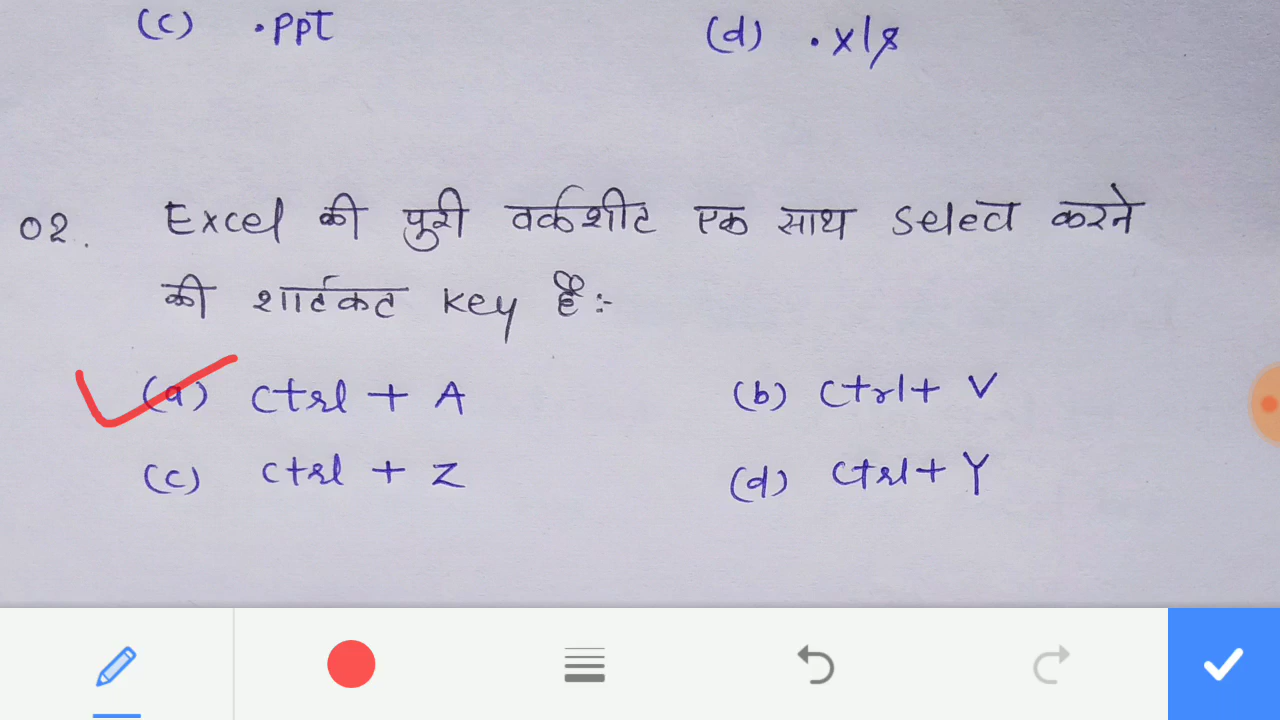 (c) .ppt (d) .xls
02. Excel की पुरी वर्कशीट एक साथ select करने
की शार्टकट key है :-
(a) Ctrl + A (b) Ctrl + V
(c) Ctrl + Z (d) Ctrl + Y